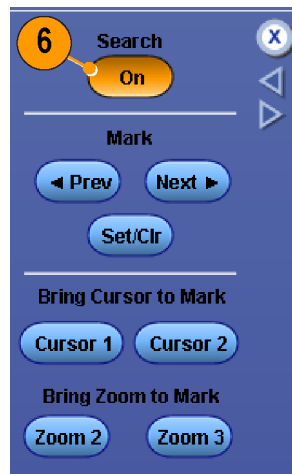 6
Search
X
On
Mark
◄ Prev
Next ►
Set/Clr
Bring Cursor to Mark
Cursor 1
Cursor 2
Bring Zoom to Mark
Zoom 2
Zoom 3